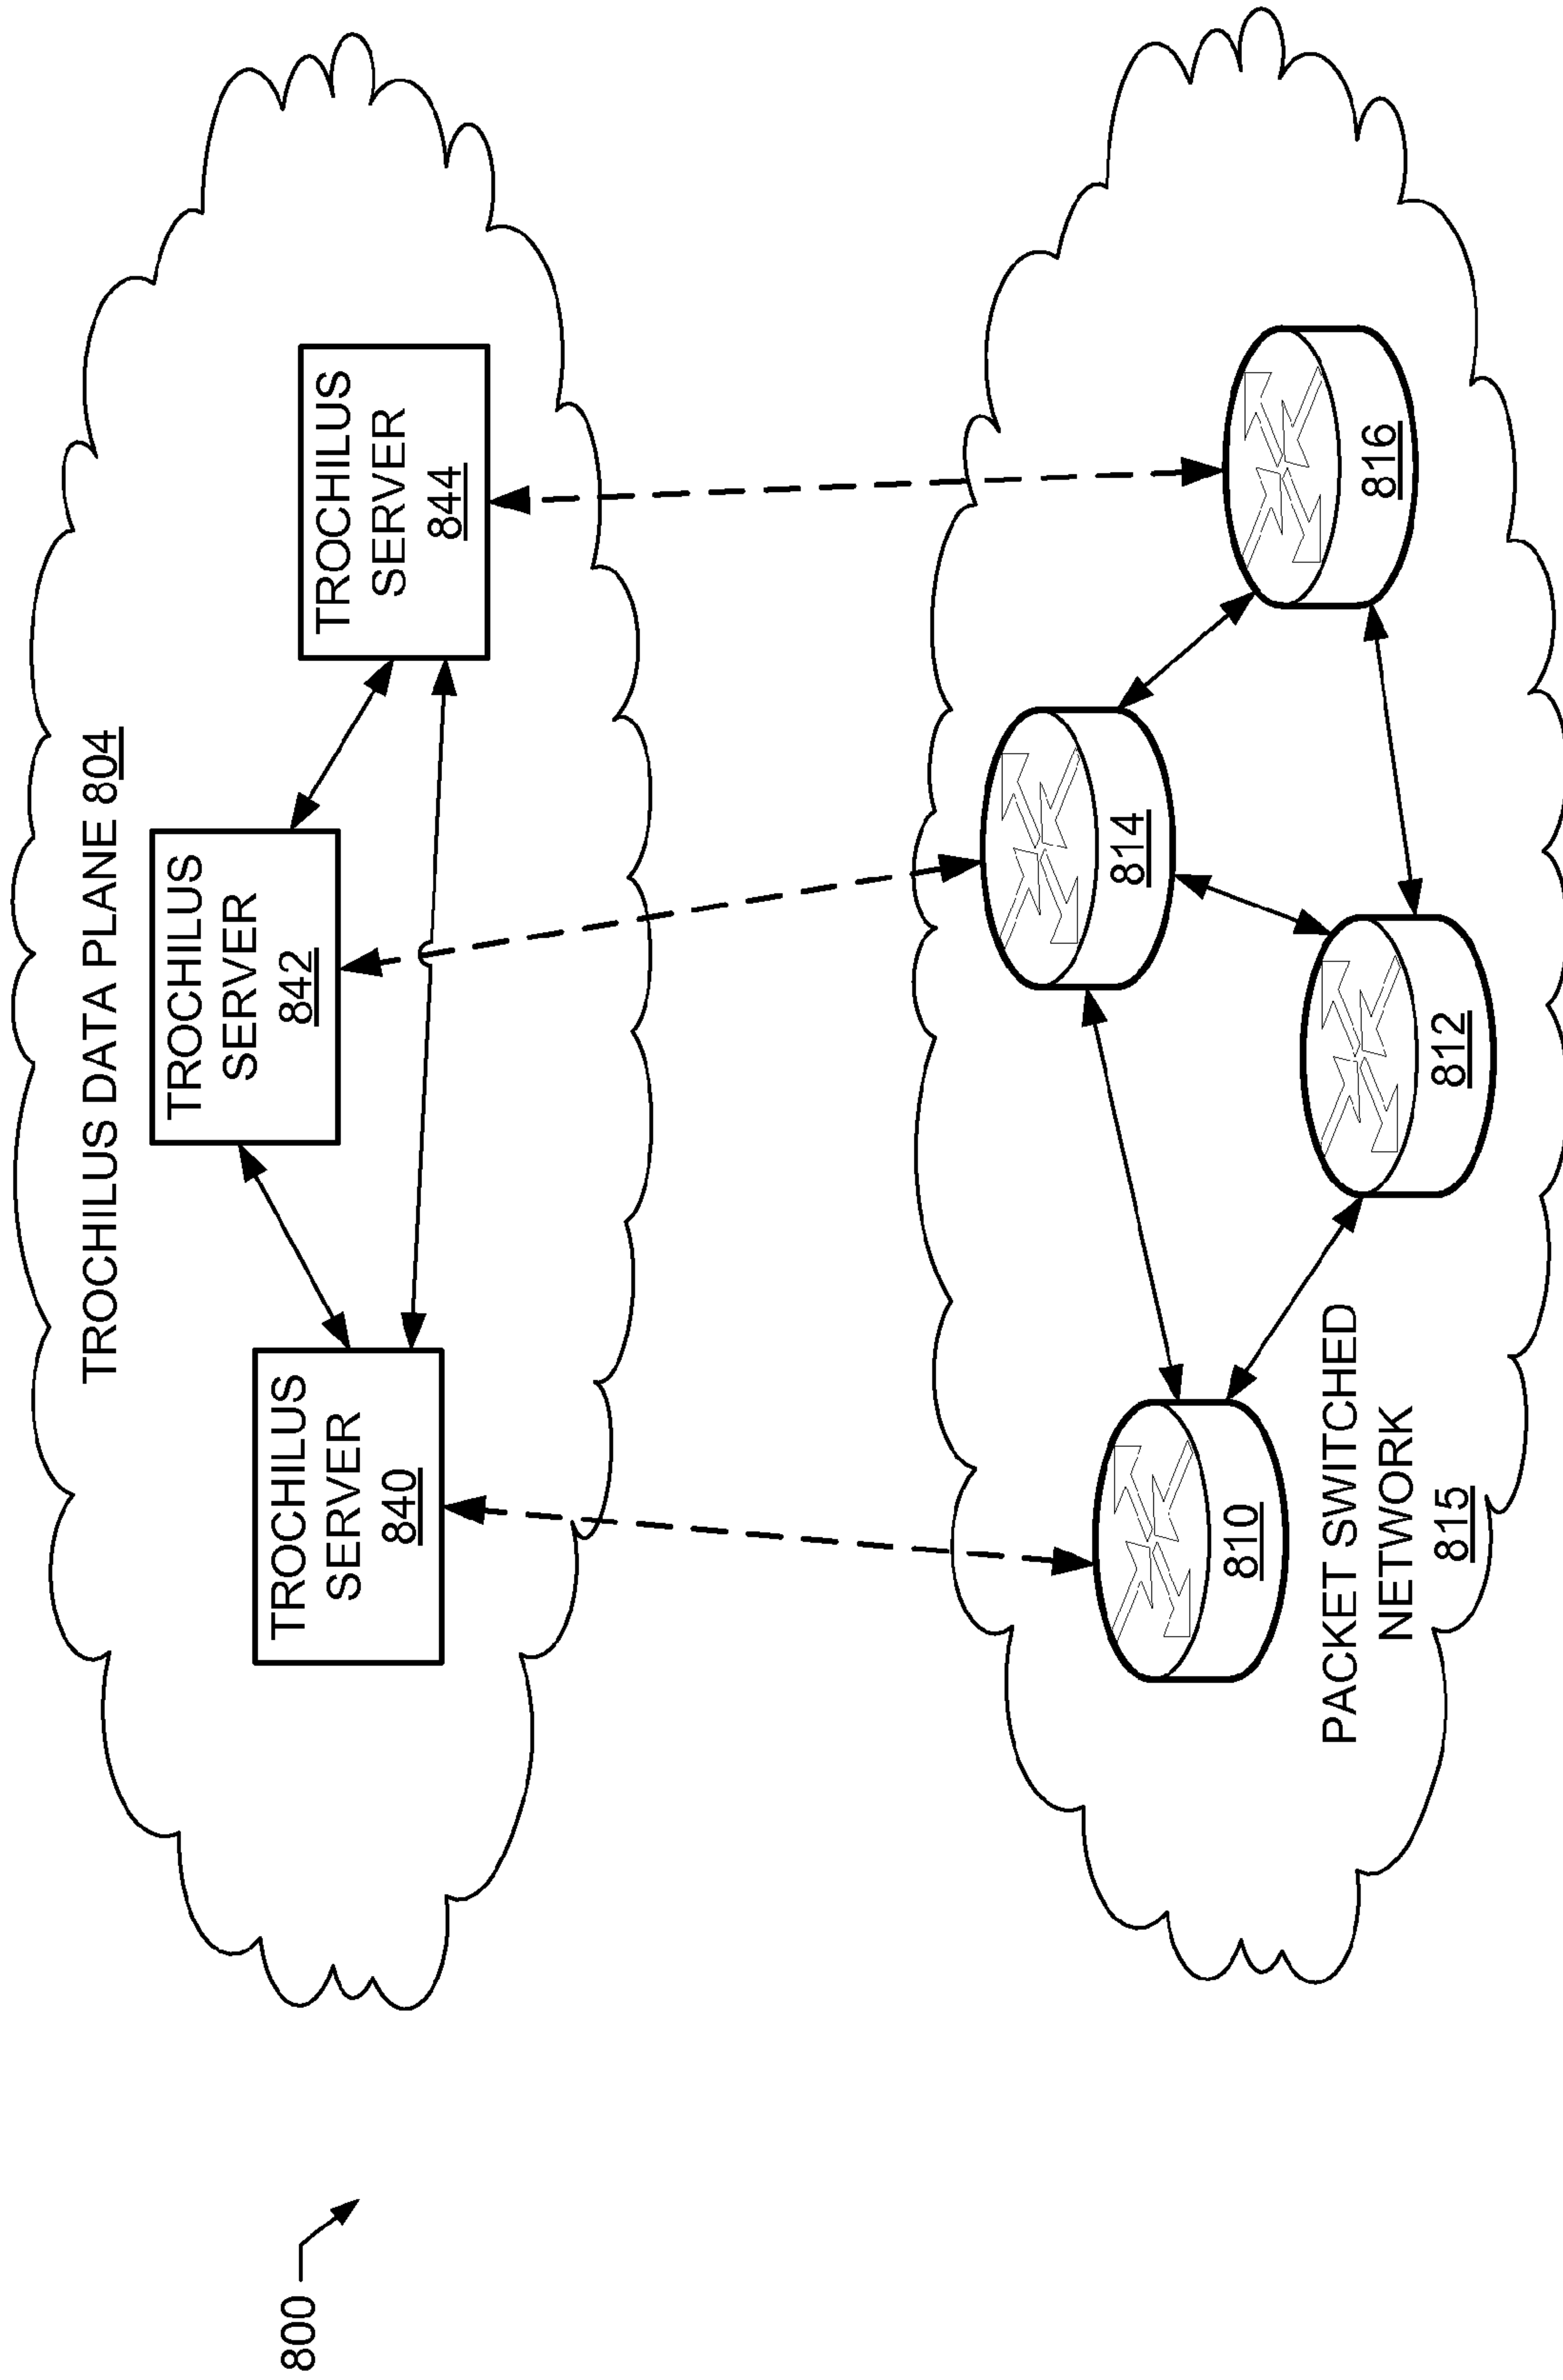 800
TROCHILUS DATA PLANE 804
TROCHILUS
SERVER
840
TROCHILUS
SERVER
842
TROCHILUS
SERVER
844
810
814
812
816
PACKET SWITCHED
NETWORK
815